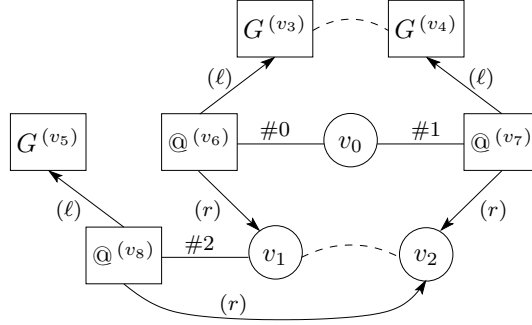 G(v₃) G(v₄)
(ℓ) (ℓ)
G(v₅) @(v₆) #0 v₀ #1 @(v₇)
(ℓ) (r) (r)
@(v₈) #2 v₁ v₂
(r)